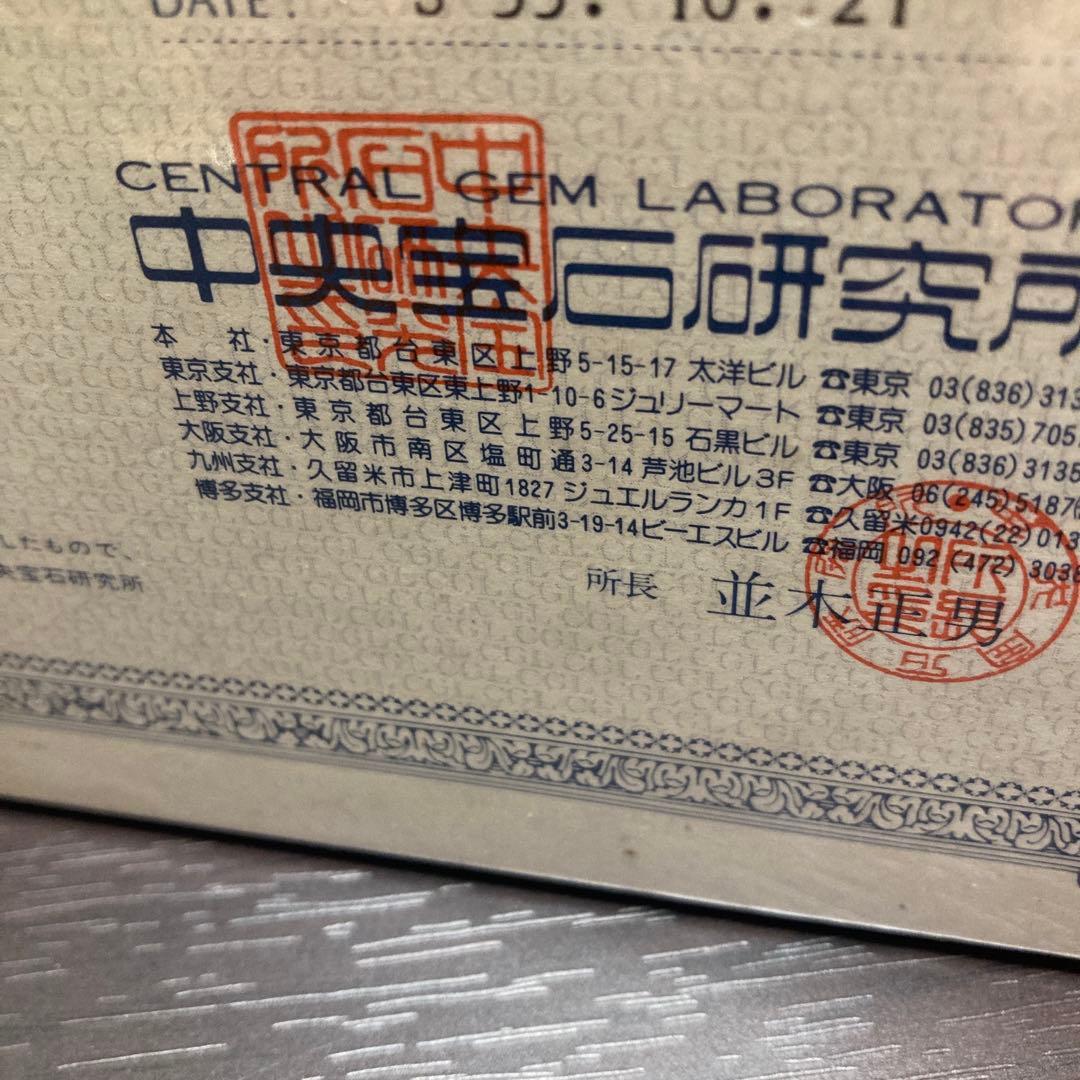 DATE: S 55. 10. 21
CENTRAL GEM LABORATOR
中央宝石研究所
本 社・東京都台東区上野5-15-17 太洋ビル ☎東京 03(836)313
東京支社・東京都台東区東上野1-10-6ジュリーマート ☎東京 03(835)705
上野支社・東京都台東区上野5-25-15 石黒ビル ☎東京 03(836)3135
大阪支社・大阪市南区塩町通3-14 芦池ビル3F ☎大阪 06(245)5187
九州支社・久留米市上津町1827 ジュエルランカ1F ☎久留米0942(22)013
博多支社・福岡市博多区博多駅前3-19-14ビーエスビル ☎福岡 092(472)3038
したもので、
央宝石研究所
所長 並木正男